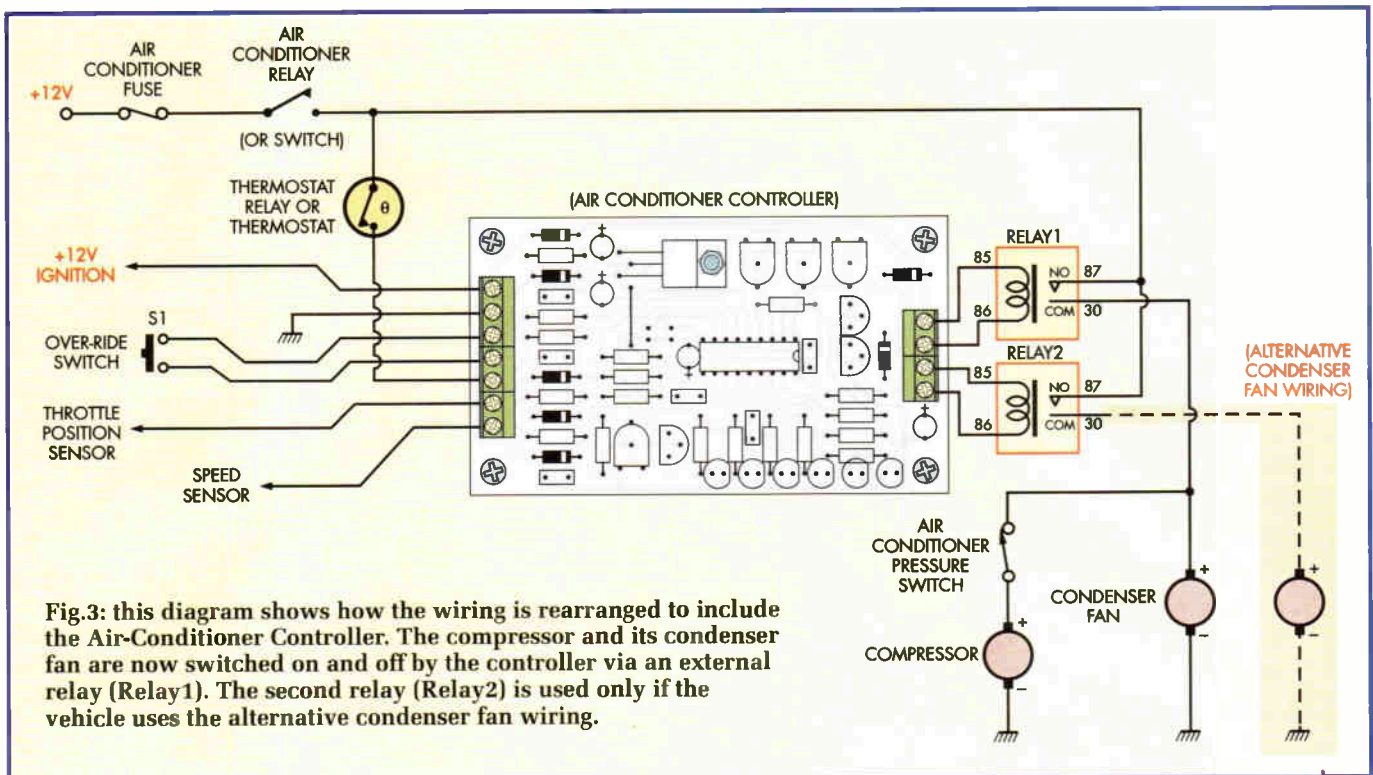 AIR
CONDITIONER
FUSE
AIR
CONDITIONER
RELAY
+12V
(OR SWITCH)
THERMOSTAT
RELAY OR
THERMOSTAT
θ
(AIR CONDITIONER CONTROLLER)
+12V
IGNITION
S1
OVER-RIDE
SWITCH
THROTTLE
POSITION
SENSOR
SPEED
SENSOR
+
+
+
+
RELAY1
85
NO
87
86
COM
30
RELAY2
85
NO
87
86
COM
30
(ALTERNATIVE
CONDENSER
FAN WIRING)
AIR
CONDITIONER
PRESSURE
SWITCH
+
COMPRESSOR
–
+
CONDENSER
FAN
–
+
–
Fig.3: this diagram shows how the wiring is rearranged to include
the Air-Conditioner Controller. The compressor and its condenser
fan are now switched on and off by the controller via an external
relay (Relay1). The second relay (Relay2) is used only if the
vehicle uses the alternative condenser fan wiring.